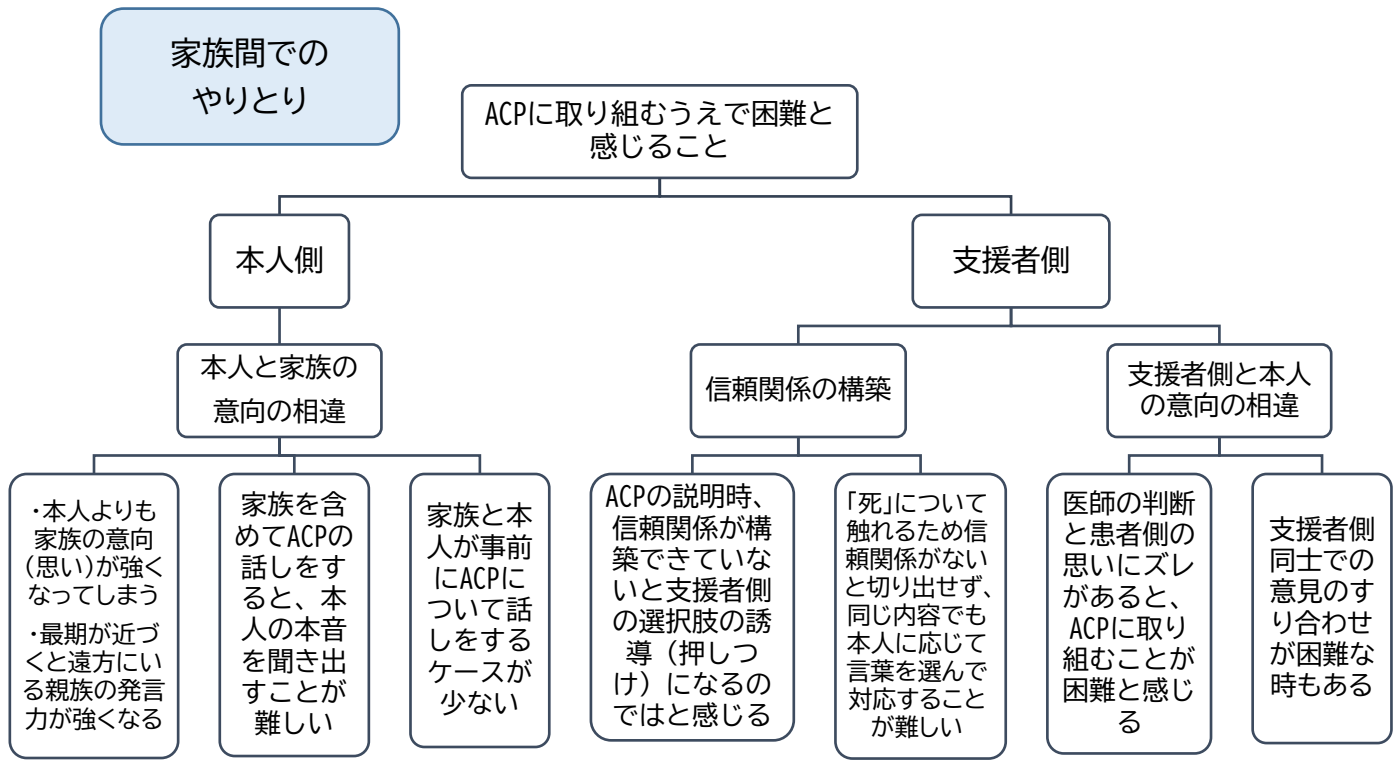 家族間での
やりとり
ACPに取り組むうえで困難と
感じること
本人側
支援者側
本人と家族の
意向の相違
信頼関係の構築
支援者側と本人
の意向の相違
・本人よりも
家族の意向
(思い)が強く
なってしまう
・最期が近づ
くと遠方にい
る親族の発言
力が強くなる
家族を含
めてACPの
話しをす
ると、本
人の本音
を聞き出
すことが
難しい
家族と本
人が事前
にACPに
ついて話
しをする
ケースが
少ない
ACPの説明時、
信頼関係が構
築できていな
いと支援者側
の選択肢の誘
導（押しつ
け）になるの
ではと感じる
「死」について
触れるため信
頼関係がない
と切り出せず、
同じ内容でも
本人に応じて
言葉を選んで
対応すること
が難しい
医師の判断
と患者側の
思いにズレ
があると、
ACPに取り
組むことが
困難と感じ
る
支援者側
同士での
意見のす
り合わせ
が困難な
時もある